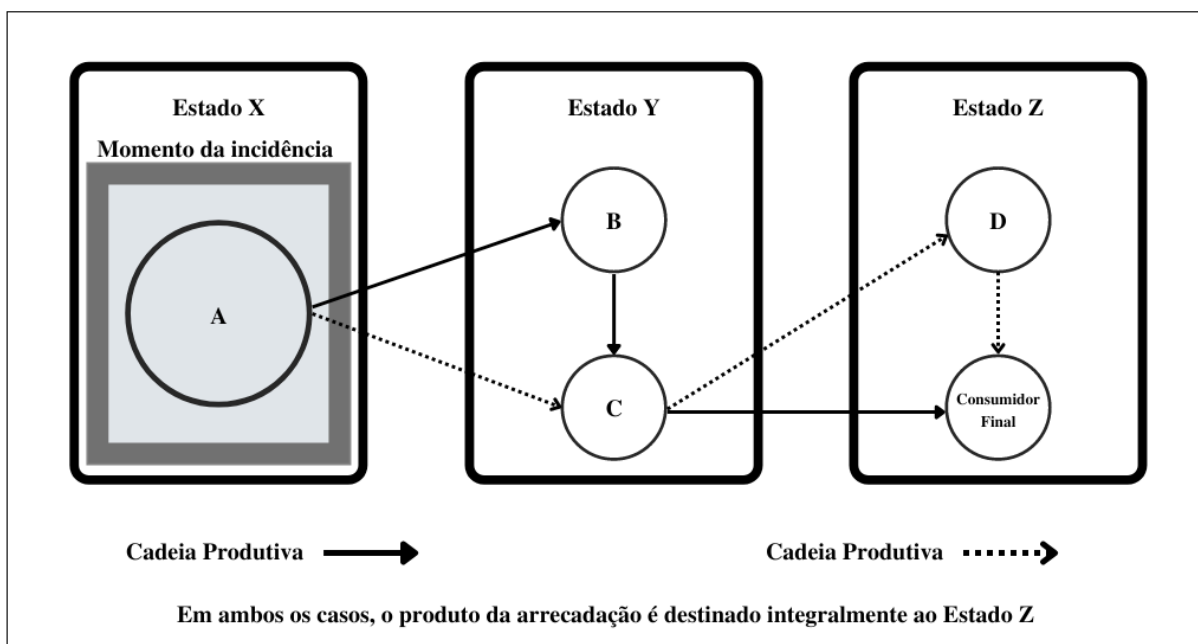 Estado X
Estado Y
Estado Z
Momento da incidência
A
B
C
D
Consumidor
Final
Cadeia Produtiva
Cadeia Produtiva
Em ambos os casos, o produto da arrecadação é destinado integralmente ao Estado Z